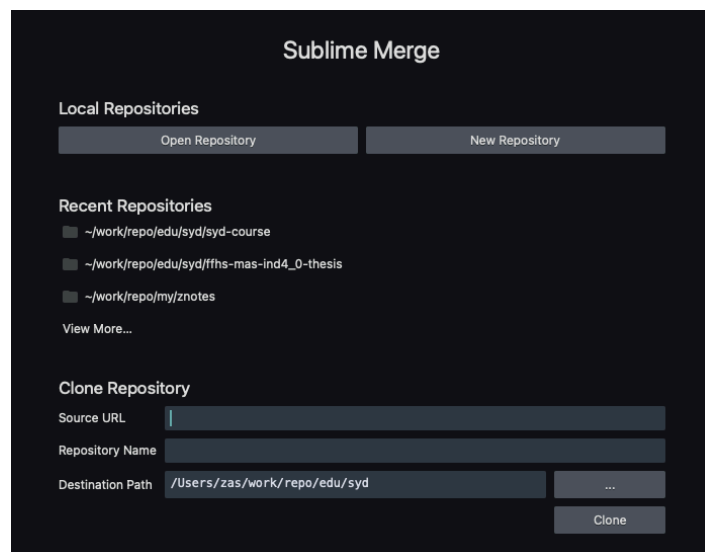 Sublime Merge
Local Repositories
Open Repository New Repository
Recent Repositories
~/work/repo/edu/syd/syd-course
~/work/repo/edu/syd/ffhs-mas-ind4_0-thesis
~/work/repo/my/znotes
View More...
Clone Repository
Source URL
Repository Name
Destination Path /Users/zas/work/repo/edu/syd ...
Clone